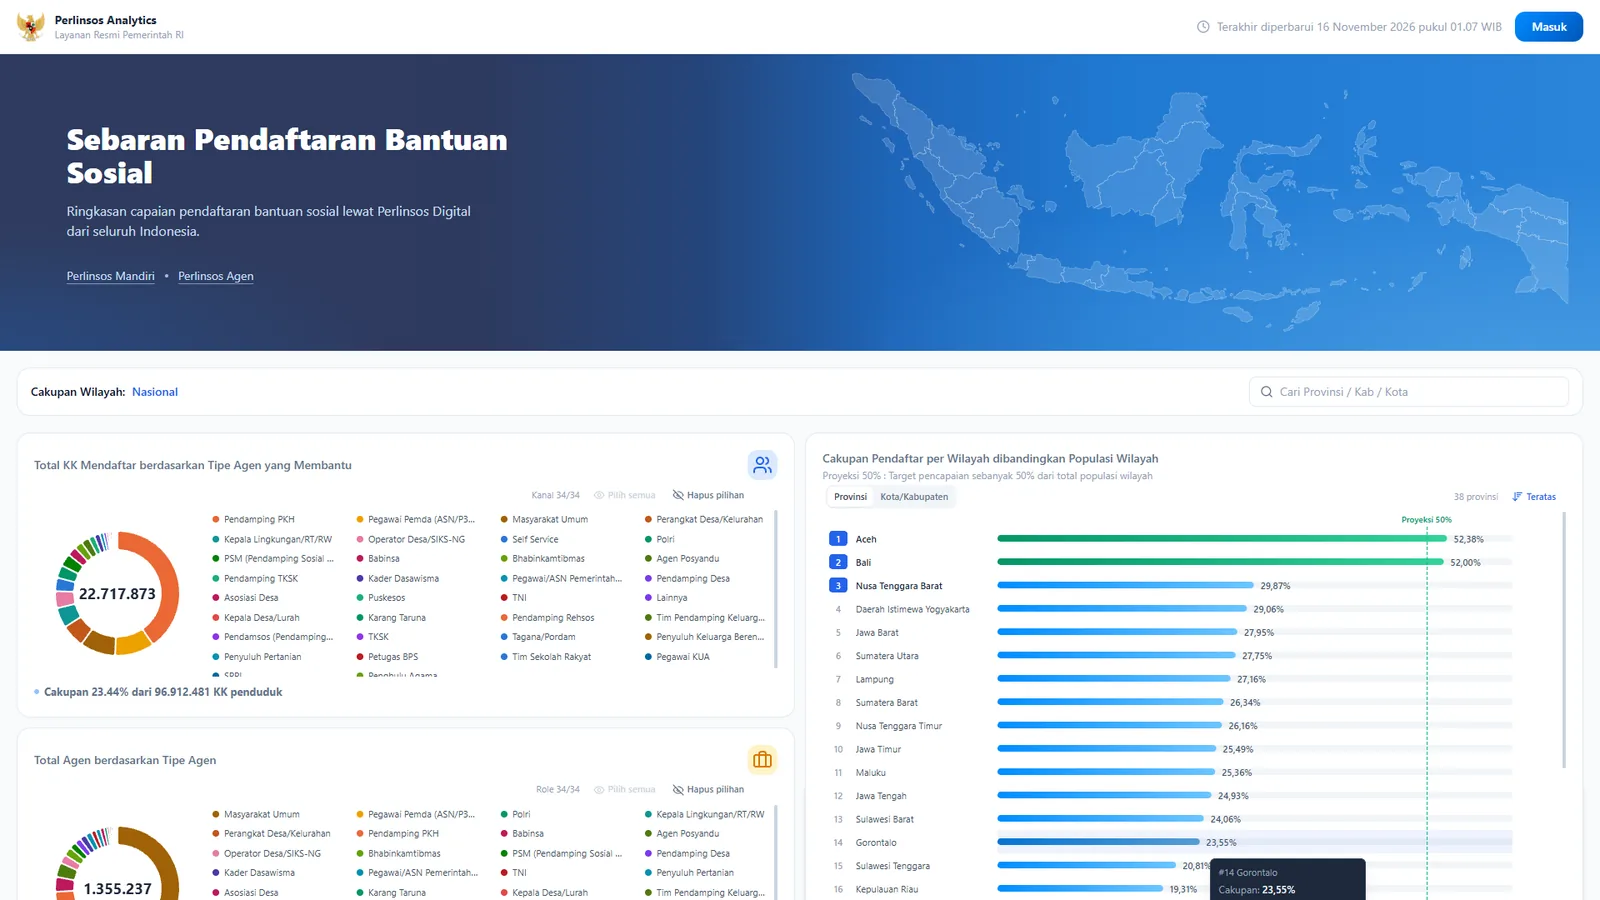 Perlinsos Analytics
Layanan Resmi Pemerintah RI
Terakhir diperbarui 16 November 2026 pukul 01.07 WIB
Masuk
Sebaran Pendaftaran Bantuan
Sosial
Ringkasan capaian pendaftaran bantuan sosial lewat Perlinsos Digital
dari seluruh Indonesia.
Perlinsos Mandiri • Perlinsos Agen
Cakupan Wilayah: Nasional
Cari Provinsi / Kab / Kota
Total KK Mendaftar berdasarkan Tipe Agen yang Membantu
Kanal 34/34 Pilih semua Hapus pilihan
22.717.873
Pendamping PKH Pegawai Pemda (ASN/P3... Masyarakat Umum Perangkat Desa/Kelurahan
Kepala Lingkungan/RT/RW Operator Desa/SIKS-NG Self Service Polri
PSM (Pendamping Sosial ... Babinsa Bhabinkamtibmas Agen Posyandu
Pendamping TKSK Kader Dasawisma Pegawai/ASN Pemerintah... Pendamping Desa
Asosiasi Desa Puskesos TNI Lainnya
Kepala Desa/Lurah Karang Taruna Pendamping Rehsos Tim Pendamping Keluarg...
Pendamsos (Pendamping... TKSK Tagana/Pordam Penyuluh Keluarga Beren...
Penyuluh Pertanian Petugas BPS Tim Sekolah Rakyat Pegawai KUA
SPPI Penghulu Agama
Cakupan 23.44% dari 96.912.481 KK penduduk
Total Agen berdasarkan Tipe Agen
Role 34/34 Pilih semua Hapus pilihan
1.355.237
Masyarakat Umum Pegawai Pemda (ASN/P3... Polri Kepala Lingkungan/RT/RW
Perangkat Desa/Kelurahan Pendamping PKH Babinsa Agen Posyandu
Operator Desa/SIKS-NG Bhabinkamtibmas PSM (Pendamping Sosial ... Pendamping Desa
Kader Dasawisma Pegawai/ASN Pemerintah... TNI Penyuluh Pertanian
Asosiasi Desa Karang Taruna Kepala Desa/Lurah Tim Pendamping Keluarg...
Cakupan Pendaftar per Wilayah dibandingkan Populasi Wilayah
Proyeksi 50% : Target pencapaian sebanyak 50% dari total populasi wilayah
Provinsi Kota/Kabupaten
38 provinsi Teratas
Proyeksi 50%
1 Aceh 52,38%
2 Bali 52,00%
3 Nusa Tenggara Barat 29,87%
4 Daerah Istimewa Yogyakarta 29,06%
5 Jawa Barat 27,95%
6 Sumatera Utara 27,75%
7 Lampung 27,16%
8 Sumatera Barat 26,34%
9 Nusa Tenggara Timur 26,16%
10 Jawa Timur 25,49%
11 Maluku 25,36%
12 Jawa Tengah 24,93%
13 Sulawesi Barat 24,06%
14 Gorontalo 23,55%
15 Sulawesi Tenggara 20,81%
16 Kepulauan Riau 19,31%
#14 Gorontalo
Cakupan: 23,55%